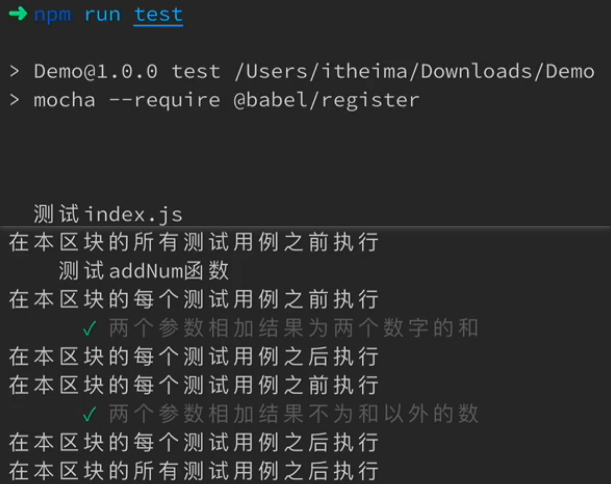 ➜ npm run test
> Demo@1.0.0 test /Users/itheima/Downloads/Demo
> mocha --require @babel/register
测试index.js
在本区块的所有测试用例之前执行
测试addNum函数
在本区块的每个测试用例之前执行
✓ 两个参数相加结果为两个数字的和
在本区块的每个测试用例之后执行
在本区块的每个测试用例之前执行
✓ 两个参数相加结果不为和以外的数
在本区块的每个测试用例之后执行
在本区块的所有测试用例之后执行